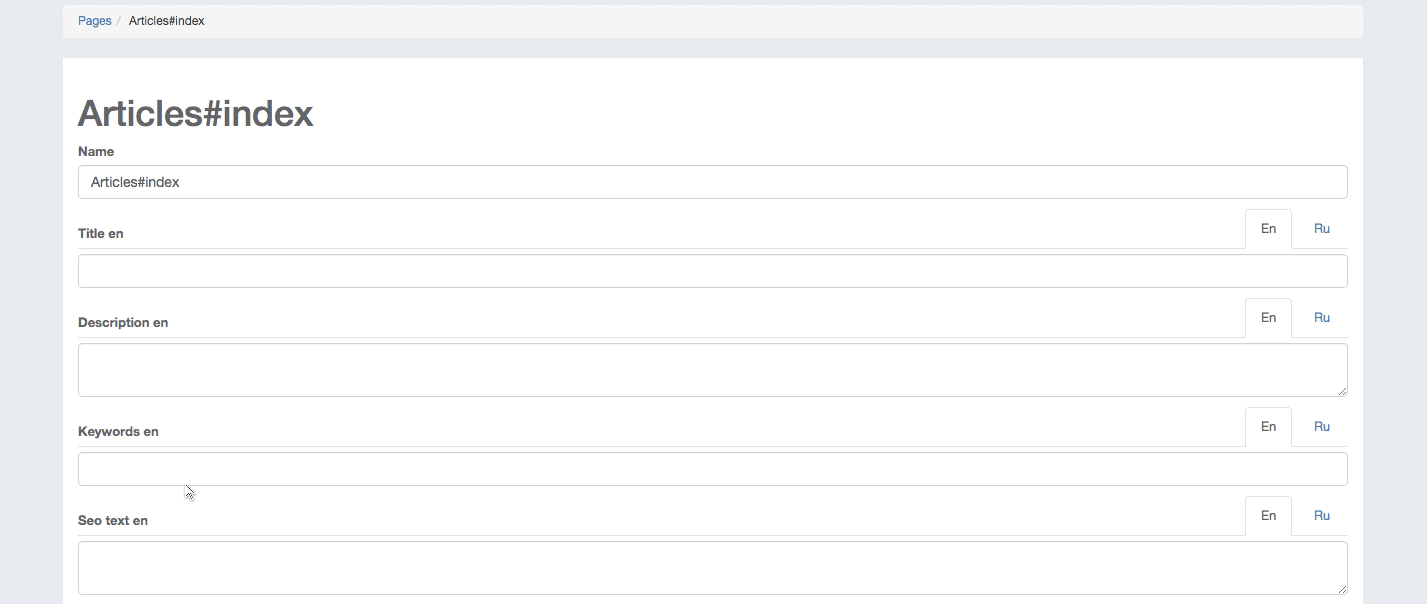 Pages / Articles#index
Articles#index
Name
Articles#index
Title en En Ru
Description en En Ru
Keywords en En Ru
Seo text en En Ru